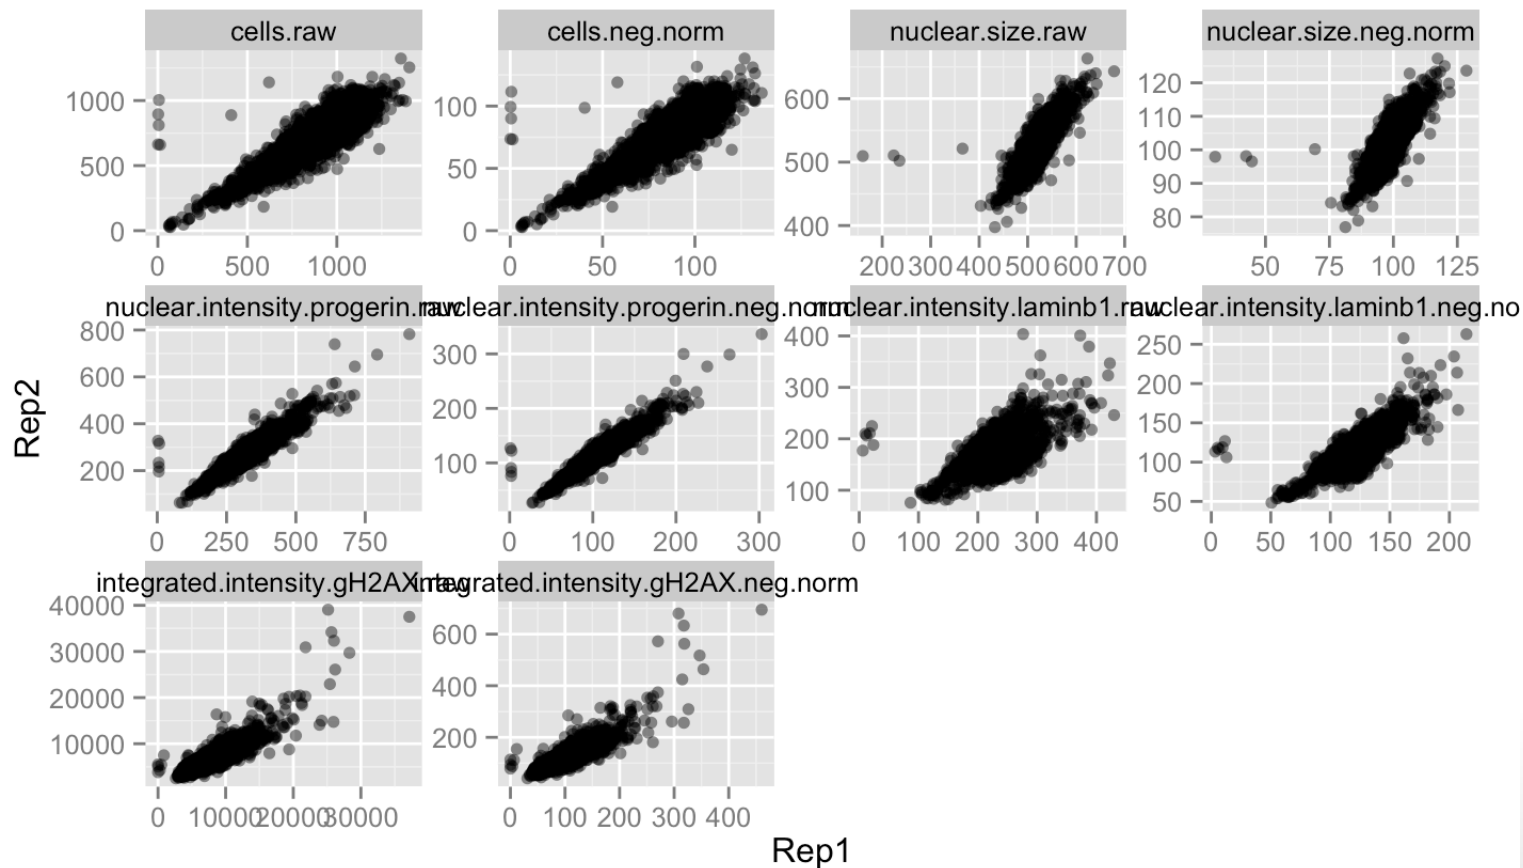 cells.raw
cells.neg.norm
nuclear.size.raw
nuclear.size.neg.norm
1000
500
0
0 500 1000
100
50
0
0 50 100
600
500
400
200 300 400 500 600 700
120
110
100
90
80
50 75 100 125
nuclear.intensity.progerin.raw
nuclear.intensity.progerin.neg.norm
nuclear.intensity.laminb1.raw
nuclear.intensity.laminb1.neg.no
800
600
400
200
0 250 500 750
300
200
100
0 100 200 300
400
300
200
100
0 100 200 300 400
250
200
150
100
50
0 50 100 150 200
integrated.intensity.gH2AX.raw
integrated.intensity.gH2AX.neg.norm
40000
30000
20000
10000
0 10000 20000 30000
600
400
200
0 100 200 300 400
Rep2
Rep1